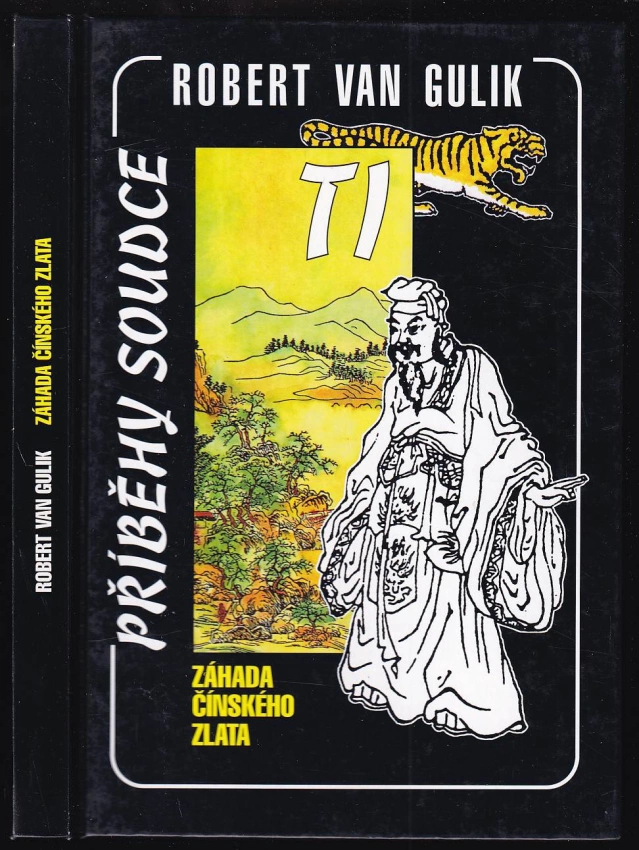 ROBERT VAN GULIK ZÁHADA ČÍNSKÉHO ZLATA
ROBERT VAN GULIK
PŘÍBĚHY SOUDCE
TI
ZÁHADA
ČÍNSKÉHO
ZLATA